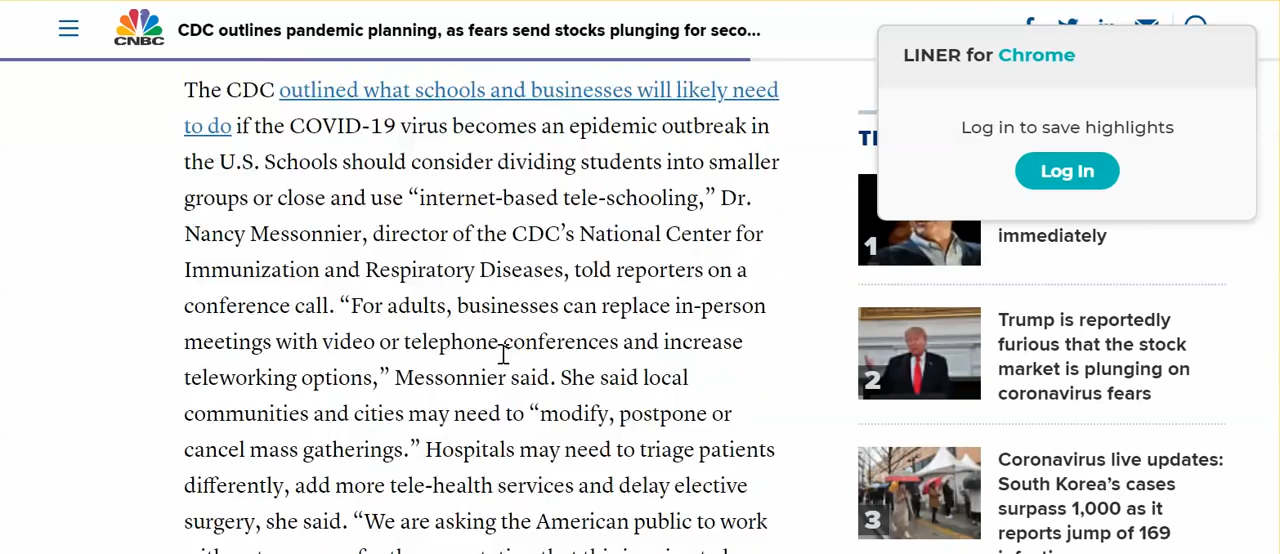 CNBC
CDC outlines pandemic planning, as fears send stocks plunging for seco...
The CDC outlined what schools and businesses will likely need
to do if the COVID-19 virus becomes an epidemic outbreak in
the U.S. Schools should consider dividing students into smaller
groups or close and use “internet-based tele-schooling,” Dr.
Nancy Messonnier, director of the CDC’s National Center for
Immunization and Respiratory Diseases, told reporters on a
conference call. “For adults, businesses can replace in-person
meetings with video or telephone conferences and increase
teleworking options,” Messonnier said. She said local
communities and cities may need to “modify, postpone or
cancel mass gatherings.” Hospitals may need to triage patients
differently, add more tele-health services and delay elective
surgery, she said. “We are asking the American public to work
LINER for Chrome
Log in to save highlights
Log In
1
immediately
2
Trump is reportedly
furious that the stock
market is plunging on
coronavirus fears
3
Coronavirus live updates:
South Korea’s cases
surpass 1,000 as it
reports jump of 169